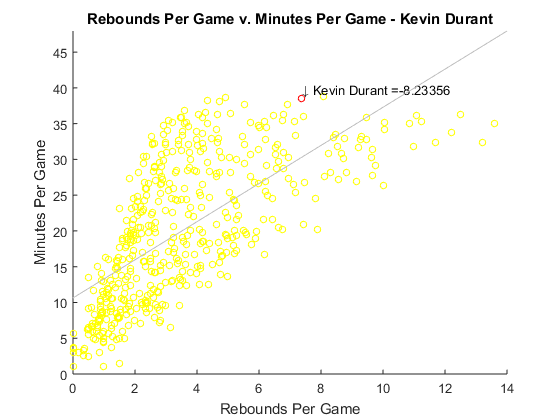 Rebounds Per Game v. Minutes Per Game - Kevin Durant
Kevin Durant =-8.23356
Minutes Per Game
45
40
35
30
25
20
15
10
5
0
0 2 4 6 8 10 12 14
Rebounds Per Game